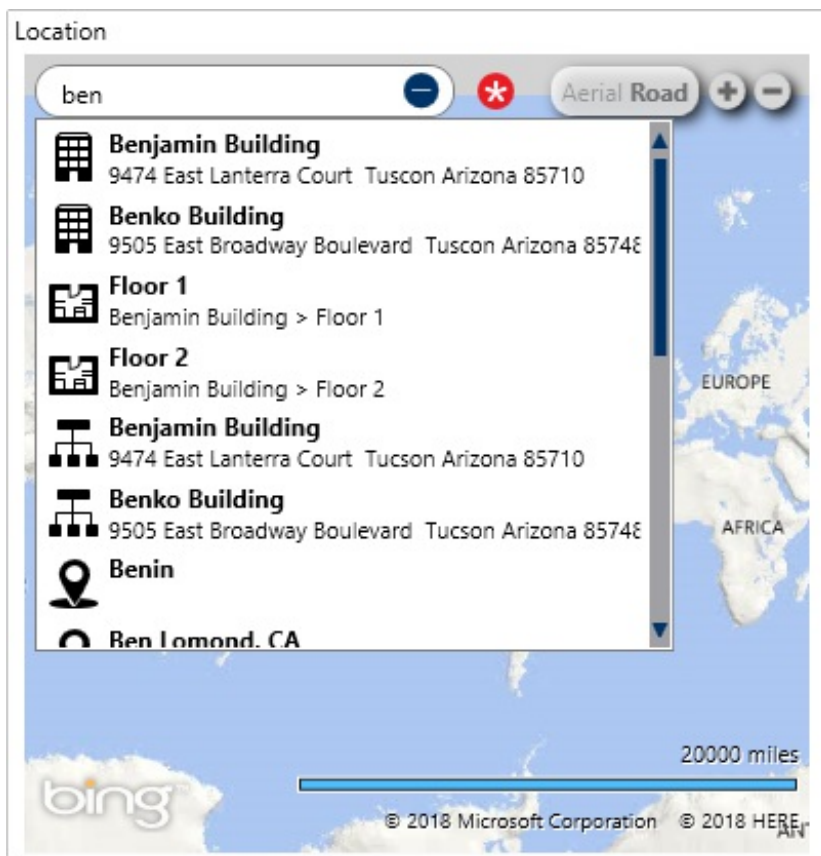 Location
ben
Aerial Road
Benjamin Building
9474 East Lanterra Court Tuscon Arizona 85710
Benko Building
9505 East Broadway Boulevard Tuscon Arizona 85748
Floor 1
Benjamin Building > Floor 1
Floor 2
Benjamin Building > Floor 2
Benjamin Building
9474 East Lanterra Court Tucson Arizona 85710
Benko Building
9505 East Broadway Boulevard Tucson Arizona 85748
Benin
Ben Lomond, CA
EUROPE
AFRICA
20000 miles
bing
© 2018 Microsoft Corporation © 2018 HERE
ANT